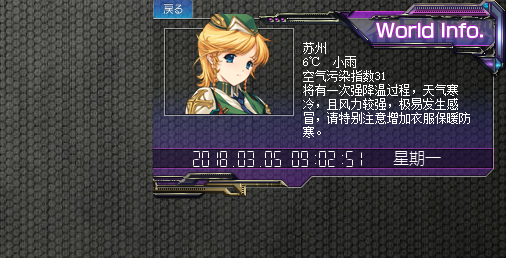 戻る
World Info.
苏州
6℃ 小雨
空气污染指数31
将有一次强降温过程，天气寒
冷，且风力较强，极易发生感
冒，请特别注意增加衣服保暖防
寒。
2018.03.05 09:02:51 星期一